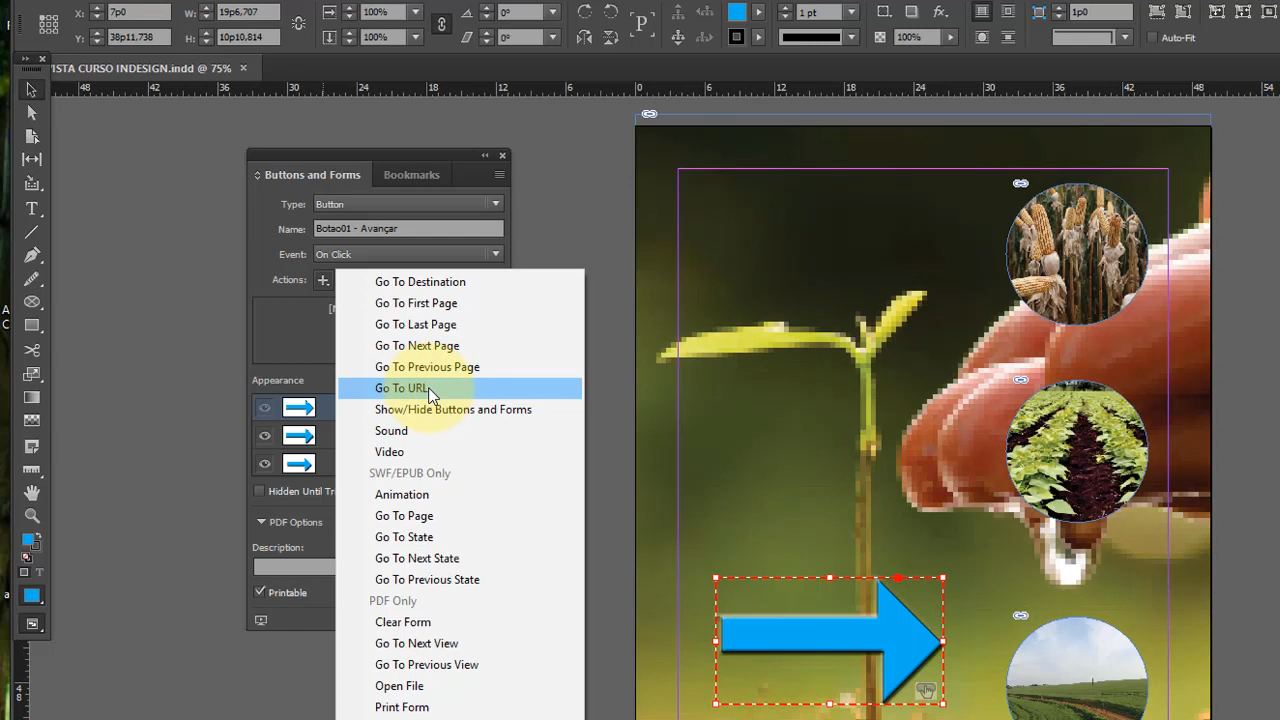 X: 7p0 W: 19p6,707 100% 0° P 1 pt fx 1p0
Y: 38p11,738 H: 10p10,814 100% 0° 100% Auto-Fit
ISTA CURSO INDESIGN.indd @ 75% ×
48 42 36 30 24 18 12 6 0 6 12 18 24 30 36 42 48 54
Buttons and Forms Bookmarks
Type: Button
Name: Botao01 - Avançar
Event: On Click
Actions:
Go To Destination
Go To First Page
Go To Last Page
Go To Next Page
Go To Previous Page
Go To URL
Show/Hide Buttons and Forms
Sound
Video
SWF/EPUB Only
Animation
Go To Page
Go To State
Go To Next State
Go To Previous State
PDF Only
Clear Form
Go To Next View
Go To Previous View
Open File
Print Form
[N
Appearance
Hidden Until Tr
PDF Options
Description:
Printable
A
C
a
4
8